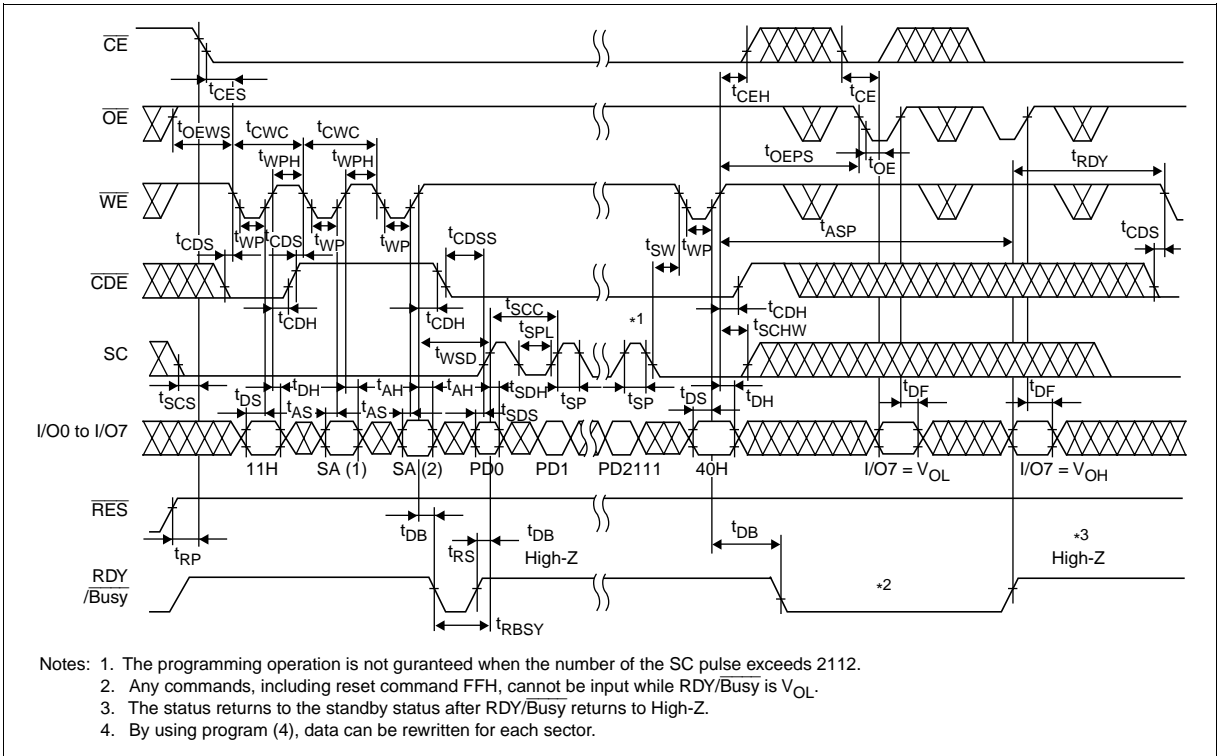 CE
tCES
tCEH
tCE
OE
tOEWS
tCWC
tCWC
tWPH
tWPH
tOEPS
tOE
tRDY
WE
tCDS
tWP
tCDS
tWP
tWP
tCDSS
tSW
tWP
tASP
tCDS
CDE
tCDH
tCDH
tSCC
*1
tCDH
tSPL
tSCHW
SC
tWSD
tSCS
tDS
tDH
tAS
tAH
tAS
tAH
tSDH
tSDS
tSP
tSP
tDS
tDH
tDF
tDF
I/O0 to I/O7
11H
SA (1)
SA (2)
PD0
PD1
PD2111
40H
I/O7 = VOL
I/O7 = VOH
RES
tRP
tDB
tRS
tDB
High-Z
tDB
*3
High-Z
RDY
/Busy
*2
tRBSY
Notes: 1. The programming operation is not guranteed when the number of the SC pulse exceeds 2112.
2. Any commands, including reset command FFH, cannot be input while RDY/Busy is VOL.
3. The status returns to the standby status after RDY/Busy returns to High-Z.
4. By using program (4), data can be rewritten for each sector.